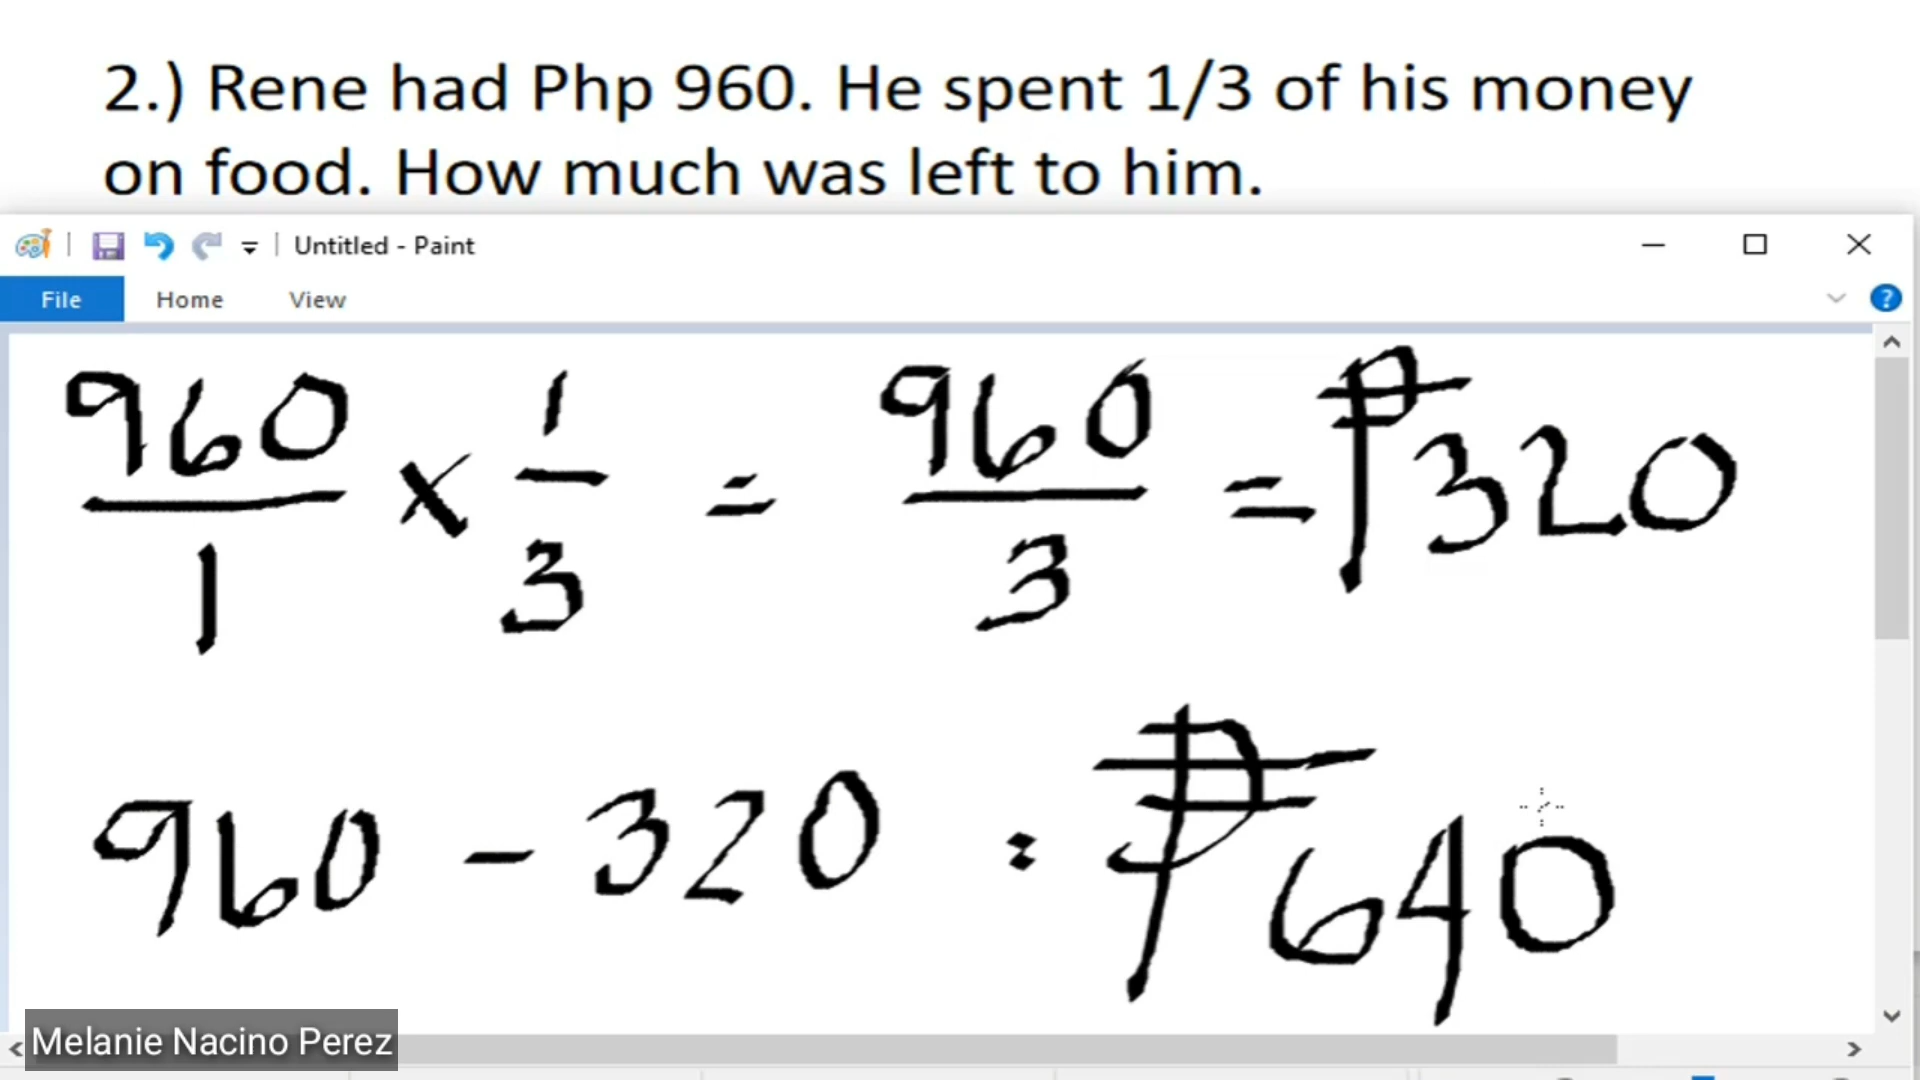 2.) Rene had Php 960. He spent 1/3 of his money
on food. How much was left to him.
Untitled - Paint
File Home View
960/1 x 1/3 = 960/3 = ₱320
960 - 320 = ₱640
Melanie Nacino Perez